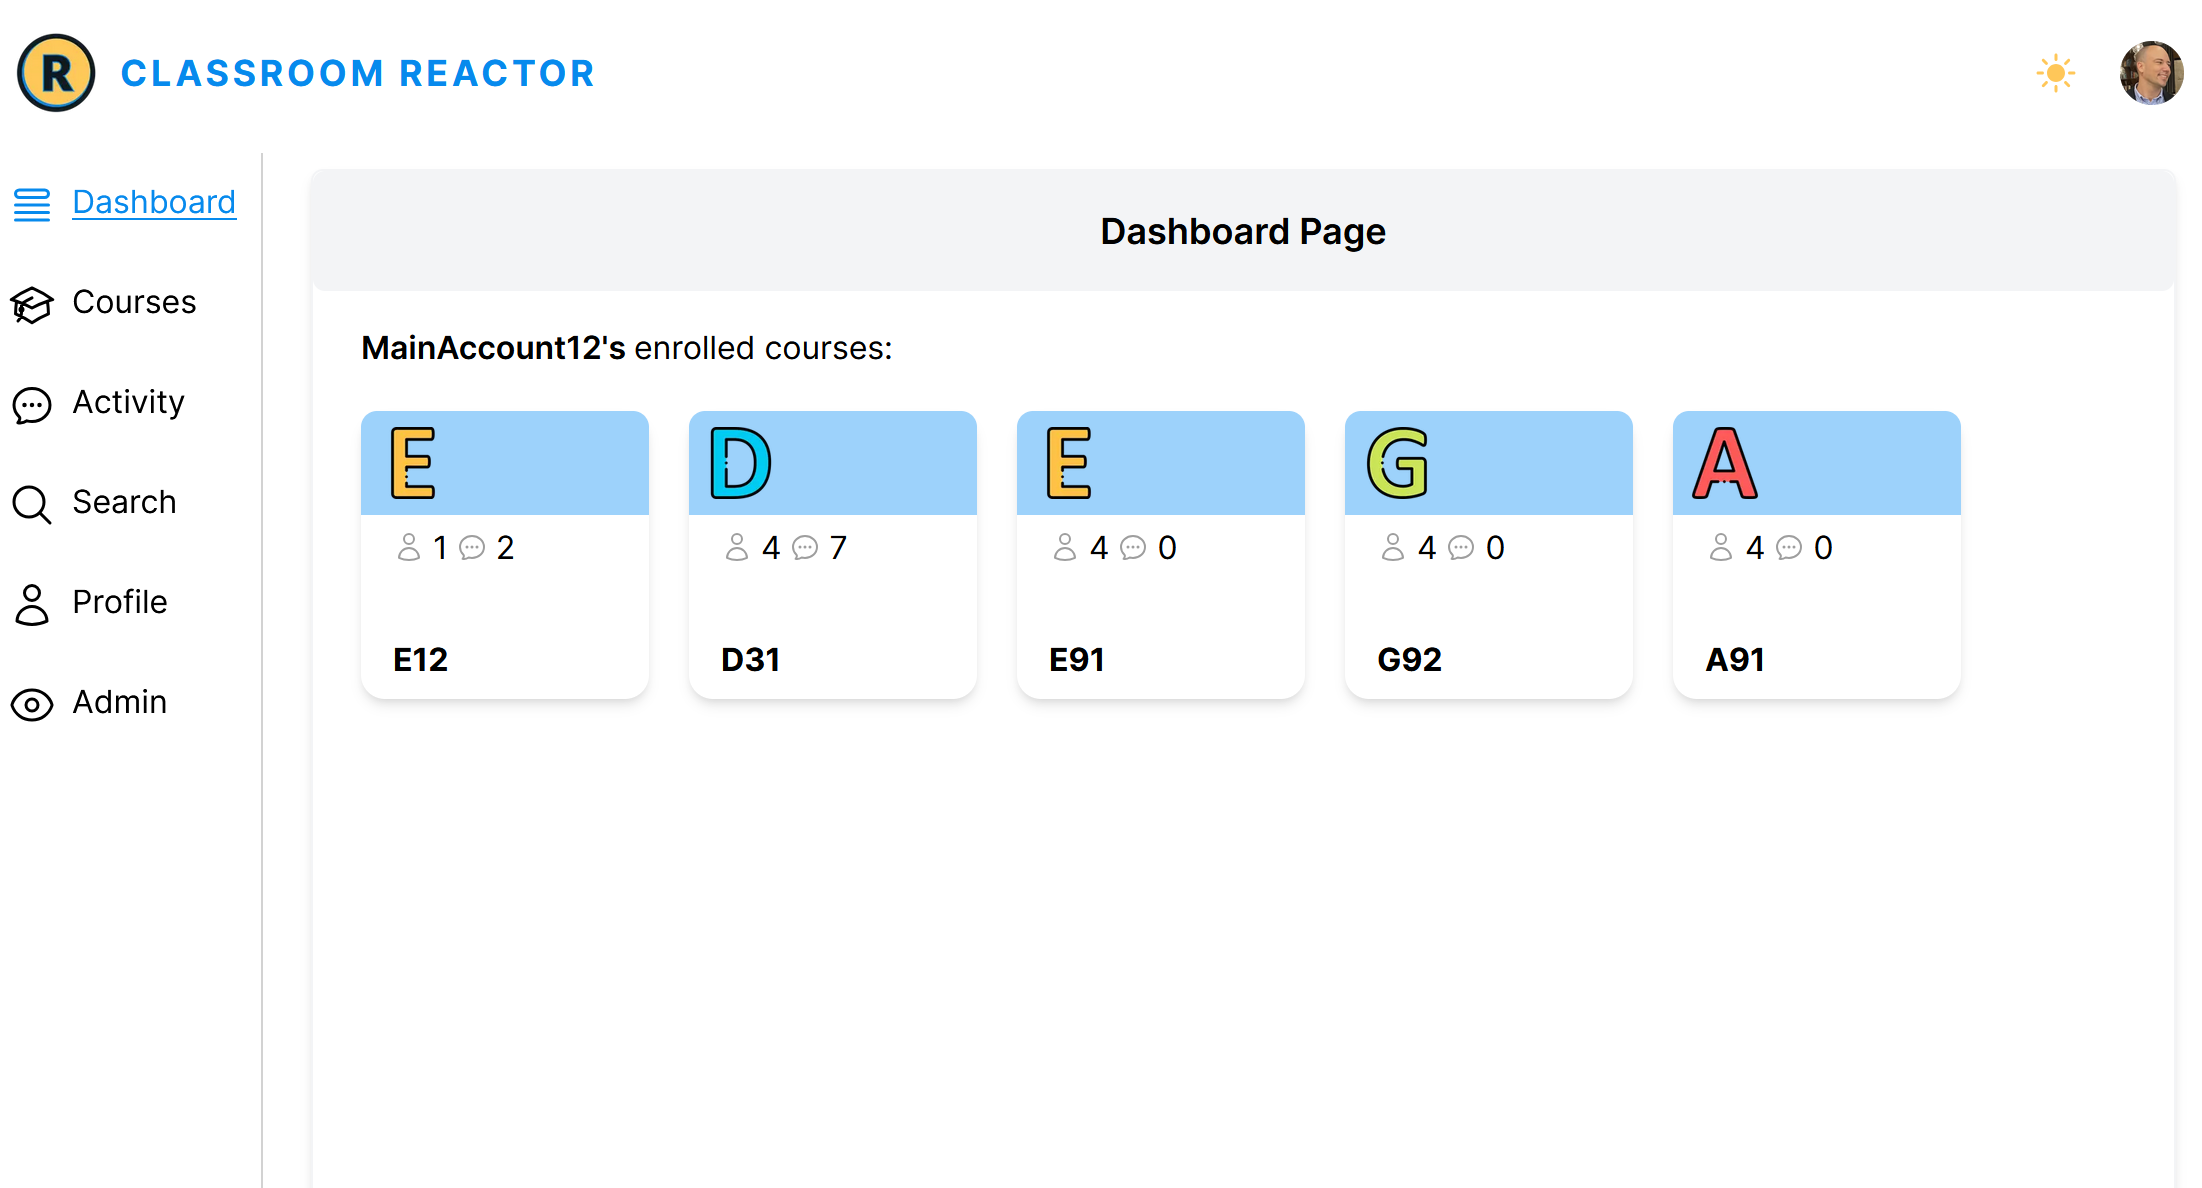 R CLASSROOM REACTOR
Dashboard
Courses
Activity
Search
Profile
Admin
Dashboard Page
MainAccount12's enrolled courses:
E
1 2
E12
D
4 7
D31
E
4 0
E91
G
4 0
G92
A
4 0
A91